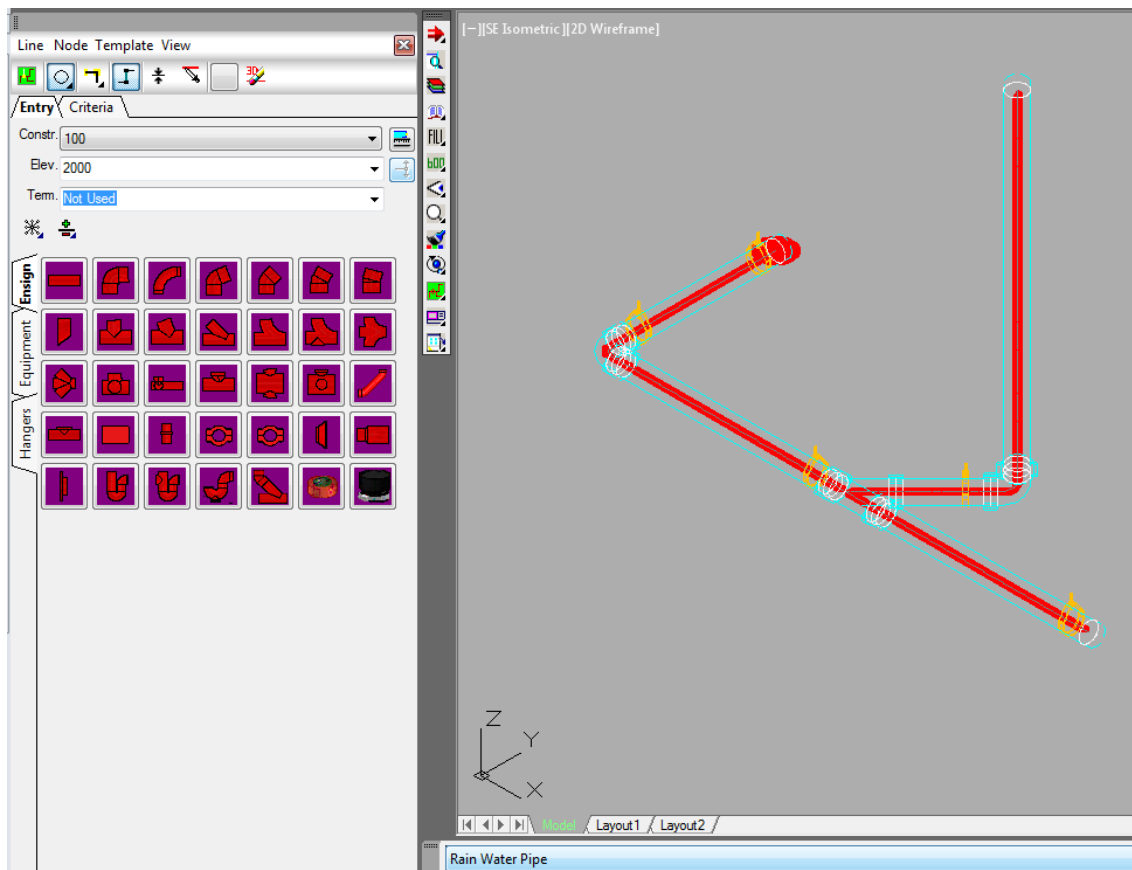 Line Node Template View
Entry Criteria
Constr. 100
Elev. 2000
Term. Not Used
Ensign
Equipment
Hangers
FILL
[−][SE Isometric][2D Wireframe]
Z
Y
X
Model Layout1 Layout2
Rain Water Pipe